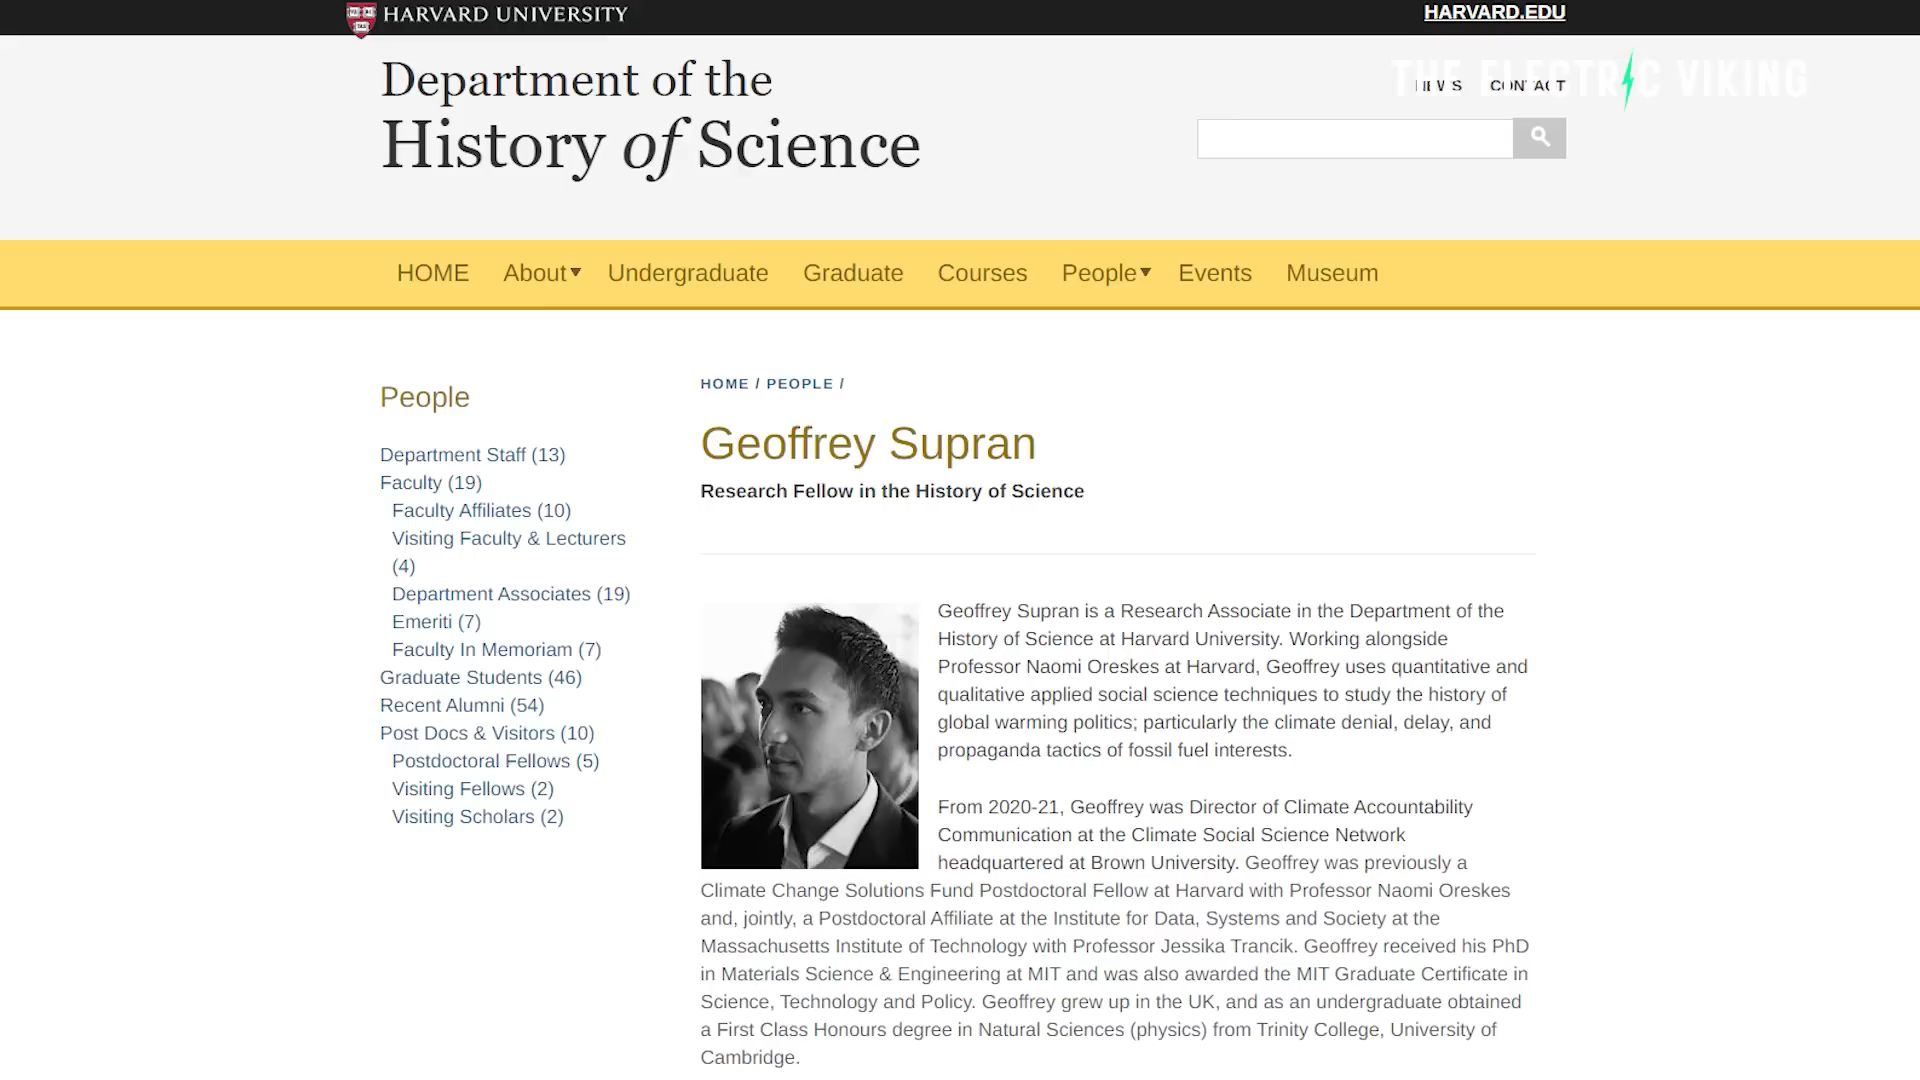 HARVARD UNIVERSITY
HARVARD.EDU
Department of the
History of Science
THE ELECTRIC VIKING
NEWS CONTACT
HOME About Undergraduate Graduate Courses People Events Museum
People
Department Staff (13)
Faculty (19)
Faculty Affiliates (10)
Visiting Faculty & Lecturers
(4)
Department Associates (19)
Emeriti (7)
Faculty In Memoriam (7)
Graduate Students (46)
Recent Alumni (54)
Post Docs & Visitors (10)
Postdoctoral Fellows (5)
Visiting Fellows (2)
Visiting Scholars (2)
HOME / PEOPLE /
Geoffrey Supran
Research Fellow in the History of Science
Geoffrey Supran is a Research Associate in the Department of the
History of Science at Harvard University. Working alongside
Professor Naomi Oreskes at Harvard, Geoffrey uses quantitative and
qualitative applied social science techniques to study the history of
global warming politics; particularly the climate denial, delay, and
propaganda tactics of fossil fuel interests.
From 2020-21, Geoffrey was Director of Climate Accountability
Communication at the Climate Social Science Network
headquartered at Brown University. Geoffrey was previously a
Climate Change Solutions Fund Postdoctoral Fellow at Harvard with Professor Naomi Oreskes
and, jointly, a Postdoctoral Affiliate at the Institute for Data, Systems and Society at the
Massachusetts Institute of Technology with Professor Jessika Trancik. Geoffrey received his PhD
in Materials Science & Engineering at MIT and was also awarded the MIT Graduate Certificate in
Science, Technology and Policy. Geoffrey grew up in the UK, and as an undergraduate obtained
a First Class Honours degree in Natural Sciences (physics) from Trinity College, University of
Cambridge.